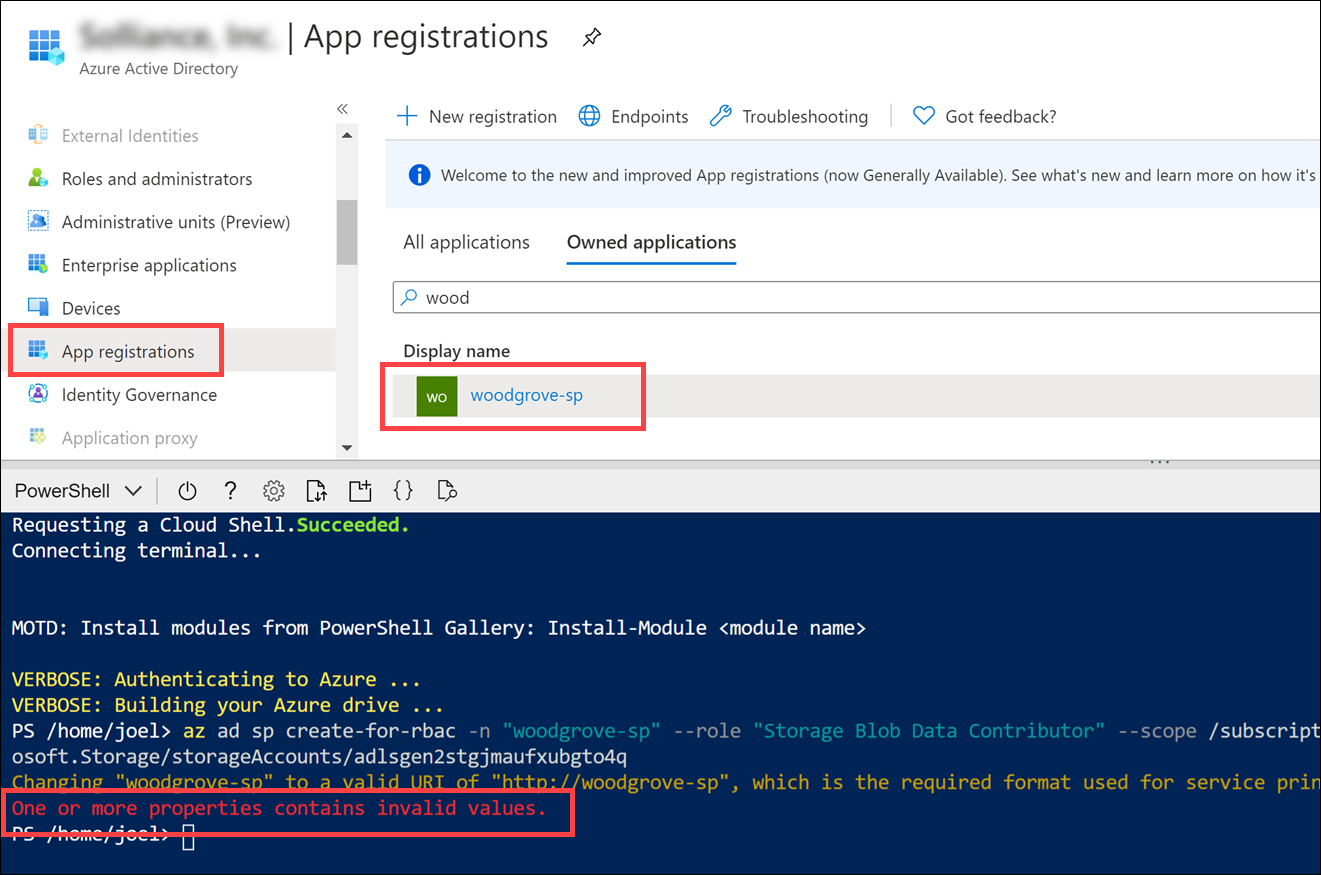 | App registrations
Azure Active Directory
«
External Identities
Roles and administrators
Administrative units (Preview)
Enterprise applications
Devices
App registrations
Identity Governance
Application proxy
New registration
Endpoints
Troubleshooting
Got feedback?
Welcome to the new and improved App registrations (now Generally Available). See what's new and learn more on how it's
All applications
Owned applications
wood
Display name
WO
woodgrove-sp
PowerShell
Requesting a Cloud Shell.Succeeded.
Connecting terminal...
MOTD: Install modules from PowerShell Gallery: Install-Module <module name>
VERBOSE: Authenticating to Azure ...
VERBOSE: Building your Azure drive ...
PS /home/joel> az ad sp create-for-rbac -n "woodgrove-sp" --role "Storage Blob Data Contributor" --scope /subscript
osoft.Storage/storageAccounts/adlsgen2stgjmaufxubgto4q
Changing "woodgrove-sp" to a valid URI of "http://woodgrove-sp", which is the required format used for service prin
One or more properties contains invalid values.
PS /home/joel>